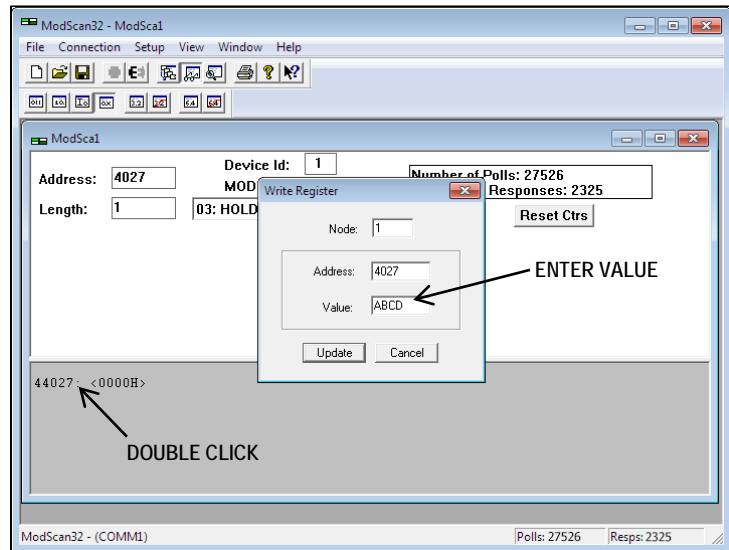 ModScan32 - ModSca1
File Connection Setup View Window Help
ModSca1
Address: 4027
Device Id: 1
Number of Polls: 27526
MOD
Responses: 2325
Length: 1
03: HOLD
Reset Ctrs
Write Register
Node: 1
Address: 4027
Value: ABCD
Update Cancel
ENTER VALUE
44027: <0000H>
DOUBLE CLICK
ModScan32 - (COMM1)
Polls: 27526
Resps: 2325